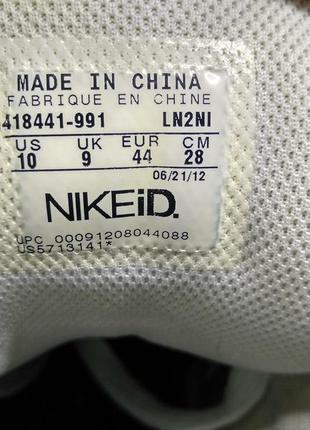 MADE IN CHINA
FABRIQUE EN CHINE
418441-991 LN2NI
US UK EUR CM
10 9 44 28
06/21/12
NIKEiD.
UPC 00091208044088
US5713141*